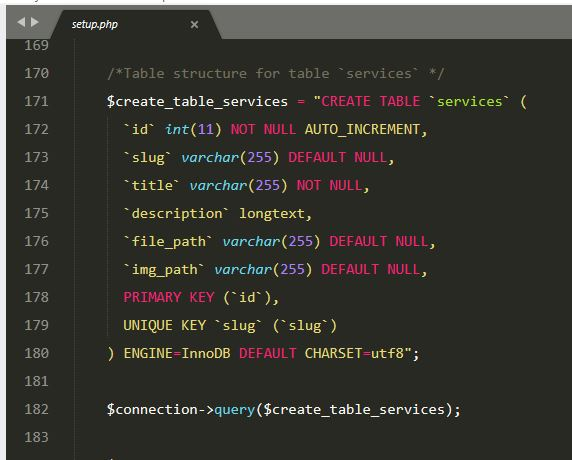 setup.php ×
169
170 /*Table structure for table `services` */
171 $create_table_services = "CREATE TABLE `services` (
172 `id` int(11) NOT NULL AUTO_INCREMENT,
173 `slug` varchar(255) DEFAULT NULL,
174 `title` varchar(255) NOT NULL,
175 `description` longtext,
176 `file_path` varchar(255) DEFAULT NULL,
177 `img_path` varchar(255) DEFAULT NULL,
178 PRIMARY KEY (`id`),
179 UNIQUE KEY `slug` (`slug`)
180 ) ENGINE=InnoDB DEFAULT CHARSET=utf8";
181
182 $connection->query($create_table_services);
183